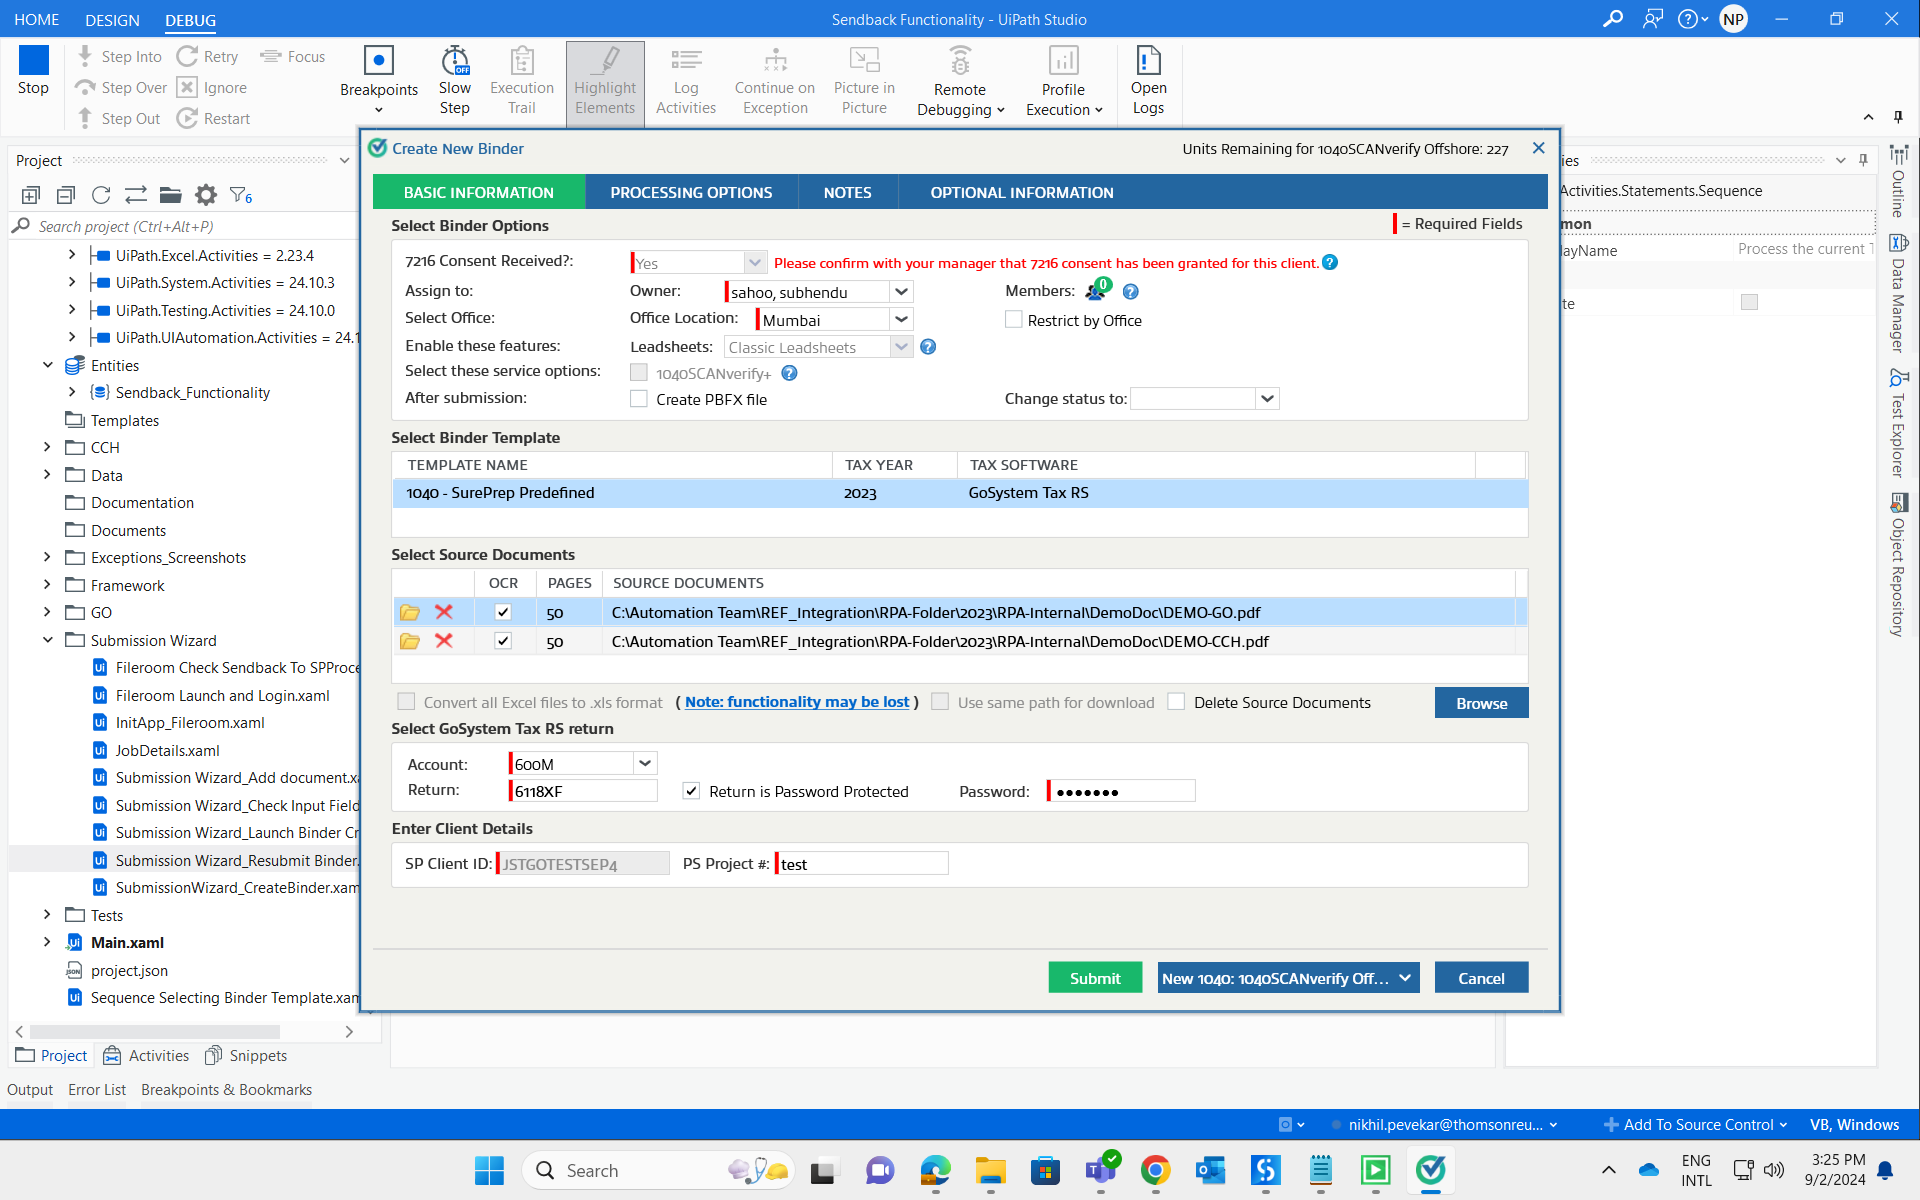 HOME DESIGN DEBUG
Sendback Functionality - UiPath Studio
NP
Stop
Step Into Retry Focus
Step Over Ignore
Step Out Restart
Breakpoints
Slow Step
Execution Trail
Highlight Elements
Log Activities
Continue on Exception
Picture in Picture
Remote Debugging
Profile Execution
Open Logs
Project
6
Search project (Ctrl+Alt+P)
UiPath.Excel.Activities = 2.23.4
UiPath.System.Activities = 24.10.3
UiPath.Testing.Activities = 24.10.0
UiPath.UIAutomation.Activities = 24.1
Entities
Sendback_Functionality
Templates
CCH
Data
Documentation
Documents
Exceptions_Screenshots
Framework
GO
Submission Wizard
Fileroom Check Sendback To SPProce
Fileroom Launch and Login.xaml
InitApp_Fileroom.xaml
JobDetails.xaml
Submission Wizard_Add document.xa
Submission Wizard_Check Input Field
Submission Wizard_Launch Binder Cr
Submission Wizard_Resubmit Binder.
SubmissionWizard_CreateBinder.xam
Tests
Main.xaml
project.json
Sequence Selecting Binder Template.xam
Project Activities Snippets
Output Error List Breakpoints & Bookmarks
Create New Binder
Units Remaining for 1040SCANverify Offshore: 227
BASIC INFORMATION PROCESSING OPTIONS NOTES OPTIONAL INFORMATION
Select Binder Options
= Required Fields
7216 Consent Received?: Yes Please confirm with your manager that 7216 consent has been granted for this client. ?
Assign to: Owner: sahoo, subhendu Members: 0 ?
Select Office: Office Location: Mumbai Restrict by Office
Enable these features: Leadsheets: Classic Leadsheets ?
Select these service options: 1040SCANverify+ ?
After submission: Create PBFX file Change status to:
Select Binder Template
TEMPLATE NAME TAX YEAR TAX SOFTWARE
1040 - SurePrep Predefined 2023 GoSystem Tax RS
Select Source Documents
OCR PAGES SOURCE DOCUMENTS
50 C:\Automation Team\REF_Integration\RPA-Folder\2023\RPA-Internal\DemoDoc\DEMO-GO.pdf
50 C:\Automation Team\REF_Integration\RPA-Folder\2023\RPA-Internal\DemoDoc\DEMO-CCH.pdf
Convert all Excel files to .xls format ( Note: functionality may be lost ) Use same path for download Delete Source Documents Browse
Select GoSystem Tax RS return
Account: 600M
Return: 6118XF Return is Password Protected Password: •••••••
Enter Client Details
SP Client ID: JSTGOTESTSEP4 PS Project #: test
Submit New 1040: 1040SCANverify Off... Cancel
ies
Activities.Statements.Sequence
mon
layName Process the current T
te
Outline
Data Manager
Test Explorer
Object Repository
nikhil.pevekar@thomsonreu... Add To Source Control VB, Windows
Search
ENG
INTL
3:25 PM
9/2/2024